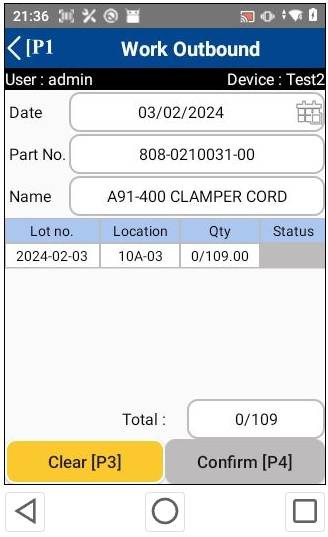 21:36
[P1 Work Outbound
User : admin Device : Test2
Date 03/02/2024
Part No. 808-0210031-00
Name A91-400 CLAMPER CORD
Lot no. Location Qty Status
2024-02-03 10A-03 0/109.00
Total : 0/109
Clear [P3] Confirm [P4]